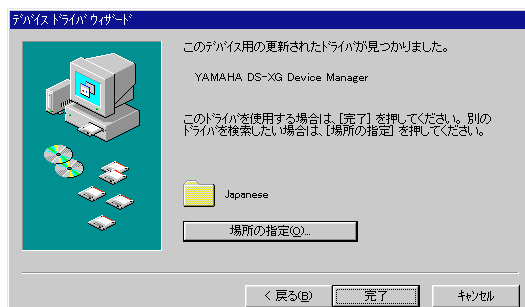 ﾃﾞﾊﾞｲｽ ﾄﾞﾗｲﾊﾞ ｳｨｻﾞｰﾄﾞ
このﾃﾞﾊﾞｲｽ用の更新されたﾄﾞﾗｲﾊﾞが見つかりました。
YAMAHA DS-XG Device Manager
このﾄﾞﾗｲﾊﾞを使用する場合は、[完了] を押してください。別の
ﾄﾞﾗｲﾊﾞを検索したい場合は、[場所の指定] を押してください。
Japanese
場所の指定(O)...
< 戻る(B)
完了
ｷｬﾝｾﾙ